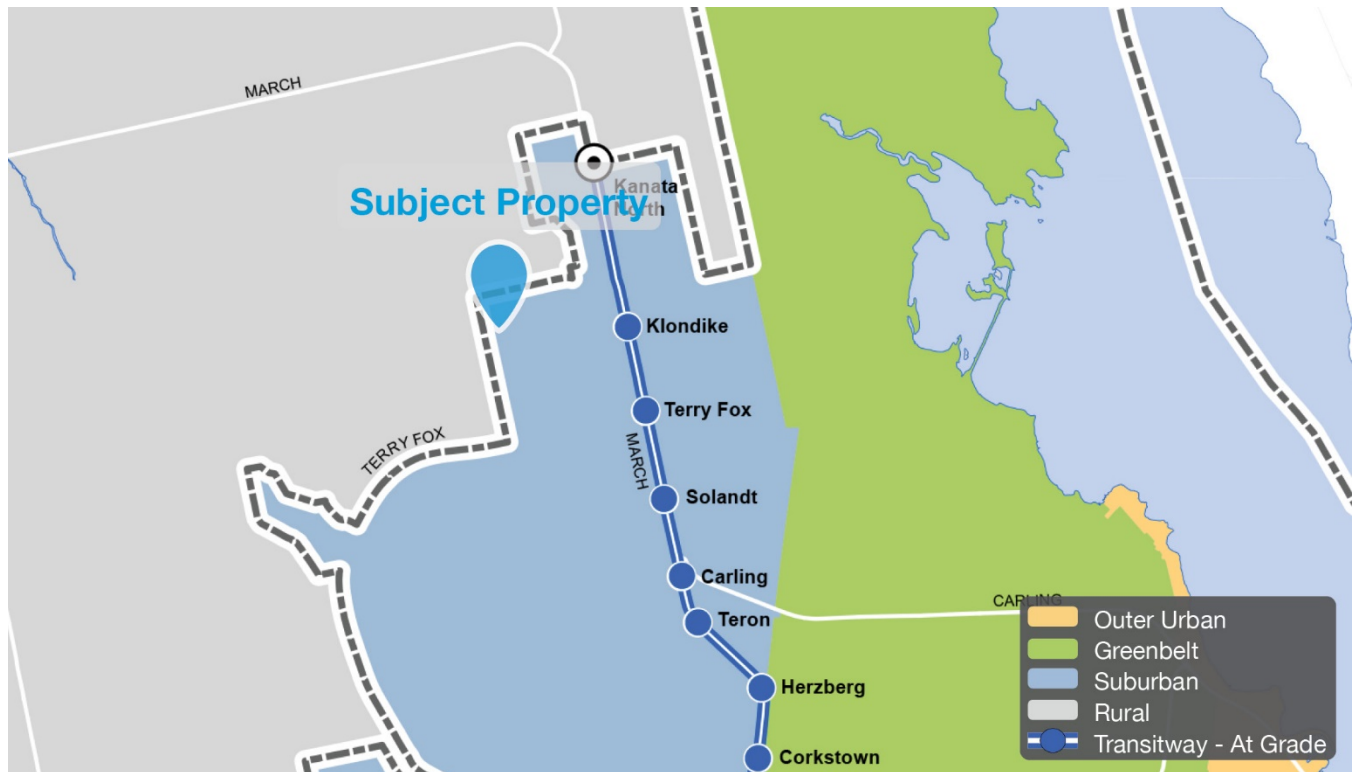 MARCH
Kanata
North
Subject Property
Klondike
Terry Fox
TERRY FOX
MARCH
Solandt
Carling
CARLING
Teron
Herzberg
Corkstown
Outer Urban
Greenbelt
Suburban
Rural
Transitway - At Grade